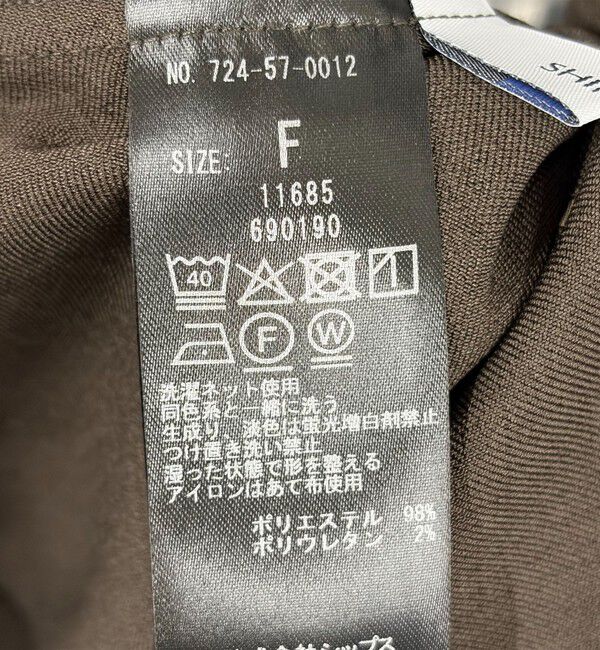 NO. 724-57-0012
SIZE: F
11685
690190
40
F W
洗濯ネット使用
同色系と一緒に洗う
生成り 淡色は蛍光増白剤禁止
つけ置き洗い禁止
湿った状態で形を整える
アイロンはあて布使用
ポリエステル 98%
ポリウレタン 2%
SHI